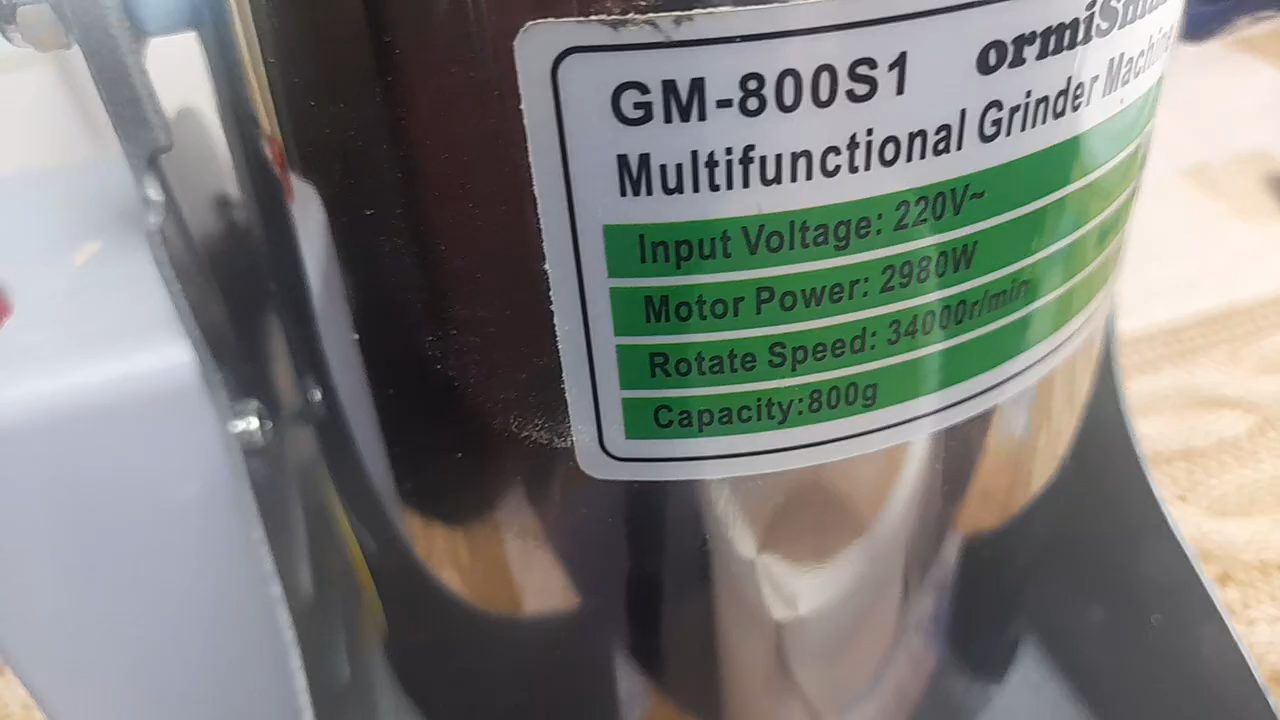 GM-800S1
Multifunctional Grinder Machine
Input Voltage: 220V~
Motor Power: 2980W
Rotate Speed: 34000r/min
Capacity:800g